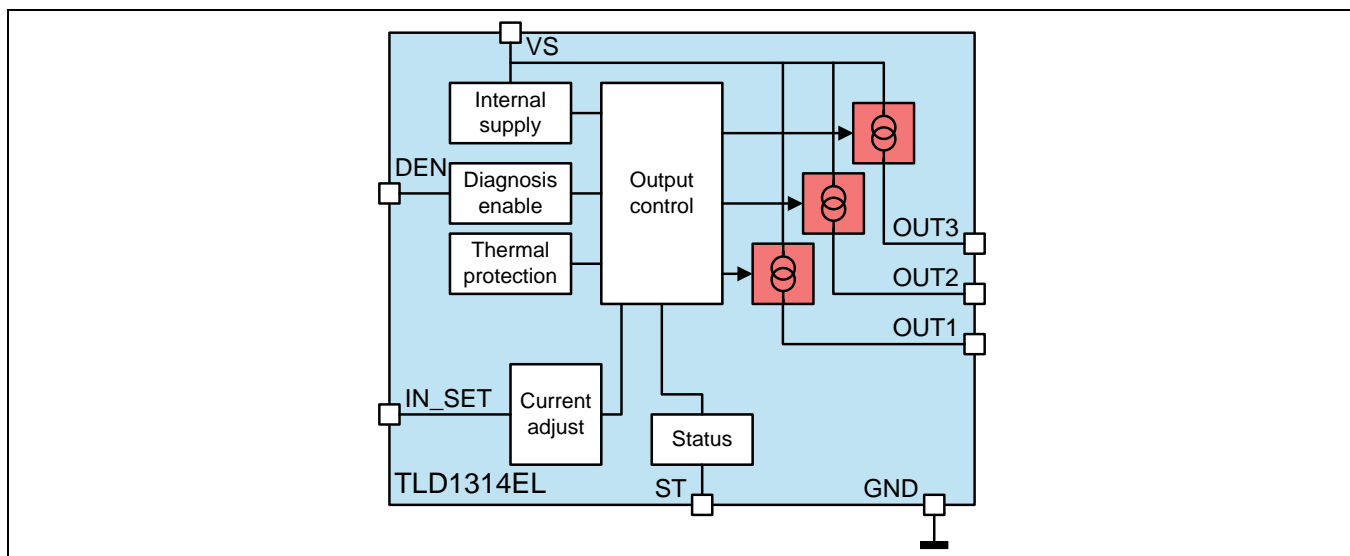 VS
Internal
supply
DEN
Diagnosis
enable
Output
control
Thermal
protection
OUT3
OUT2
OUT1
IN_SET
Current
adjust
Status
TLD1314EL
ST
GND